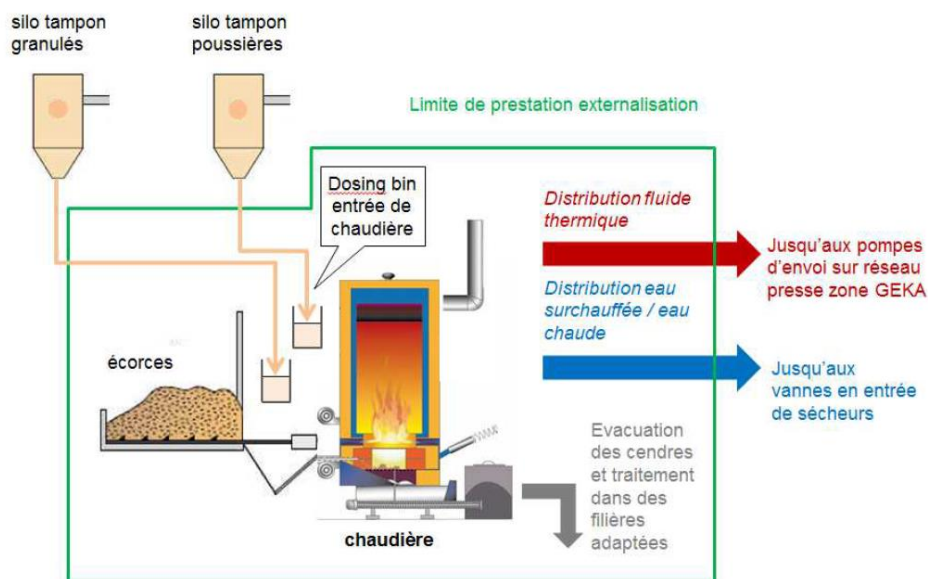 silo tampon
granulés
silo tampon
poussières
Limite de prestation externalisation
Dosing bin
entrée de
chaudière
Distribution fluide
thermique
Jusqu'aux pompes
d'envoi sur réseau
presse zone GEKA
Distribution eau
surchauffée / eau
chaude
écorces
Jusqu'aux
vannes en entrée
de sécheurs
Evacuation
des cendres
et traitement
dans des
filières
adaptées
chaudière